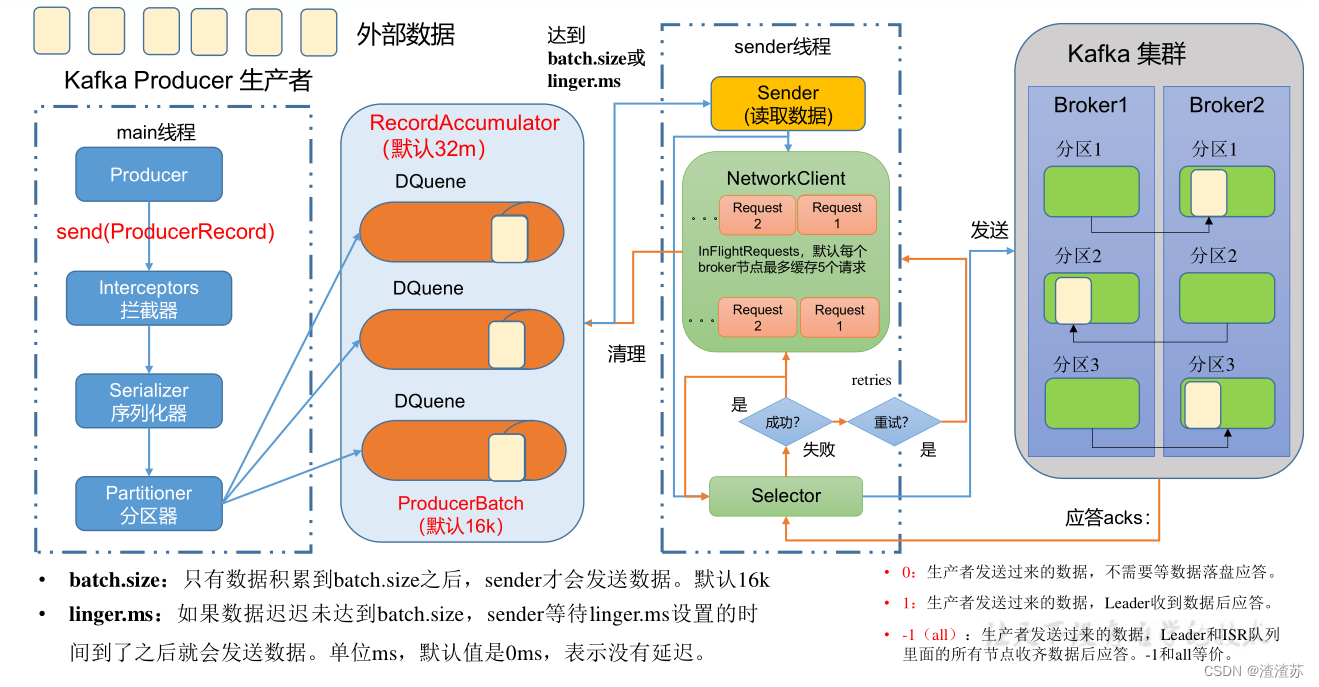 外部数据
Kafka Producer 生产者
main线程
Producer
send(ProducerRecord)
Interceptors
拦截器
Serializer
序列化器
Partitioner
分区器
RecordAccumulator
（默认32m）
DQuene
DQuene
DQuene
ProducerBatch
（默认16k）
达到
batch.size或
linger.ms
清理
sender线程
Sender
(读取数据)
NetworkClient
。。。
Request
2
Request
1
InFlightRequests，默认每个
broker节点最多缓存5个请求
。。。
Request
2
Request
1
retries
是
成功?
重试?
失败
是
Selector
发送
应答acks：
Kafka 集群
Broker1
Broker2
分区1
分区1
分区2
分区2
分区3
分区3
• batch.size：只有数据积累到batch.size之后，sender才会发送数据。默认16k
• linger.ms：如果数据迟迟未达到batch.size，sender等待linger.ms设置的时
间到了之后就会发送数据。单位ms，默认值是0ms，表示没有延迟。
• 0：生产者发送过来的数据，不需要等数据落盘应答。
• 1：生产者发送过来的数据，Leader收到数据后应答。
• -1（all）：生产者发送过来的数据，Leader和ISR队列
里面的所有节点收齐数据后应答。-1和all等价。
CSDN @渣渣苏